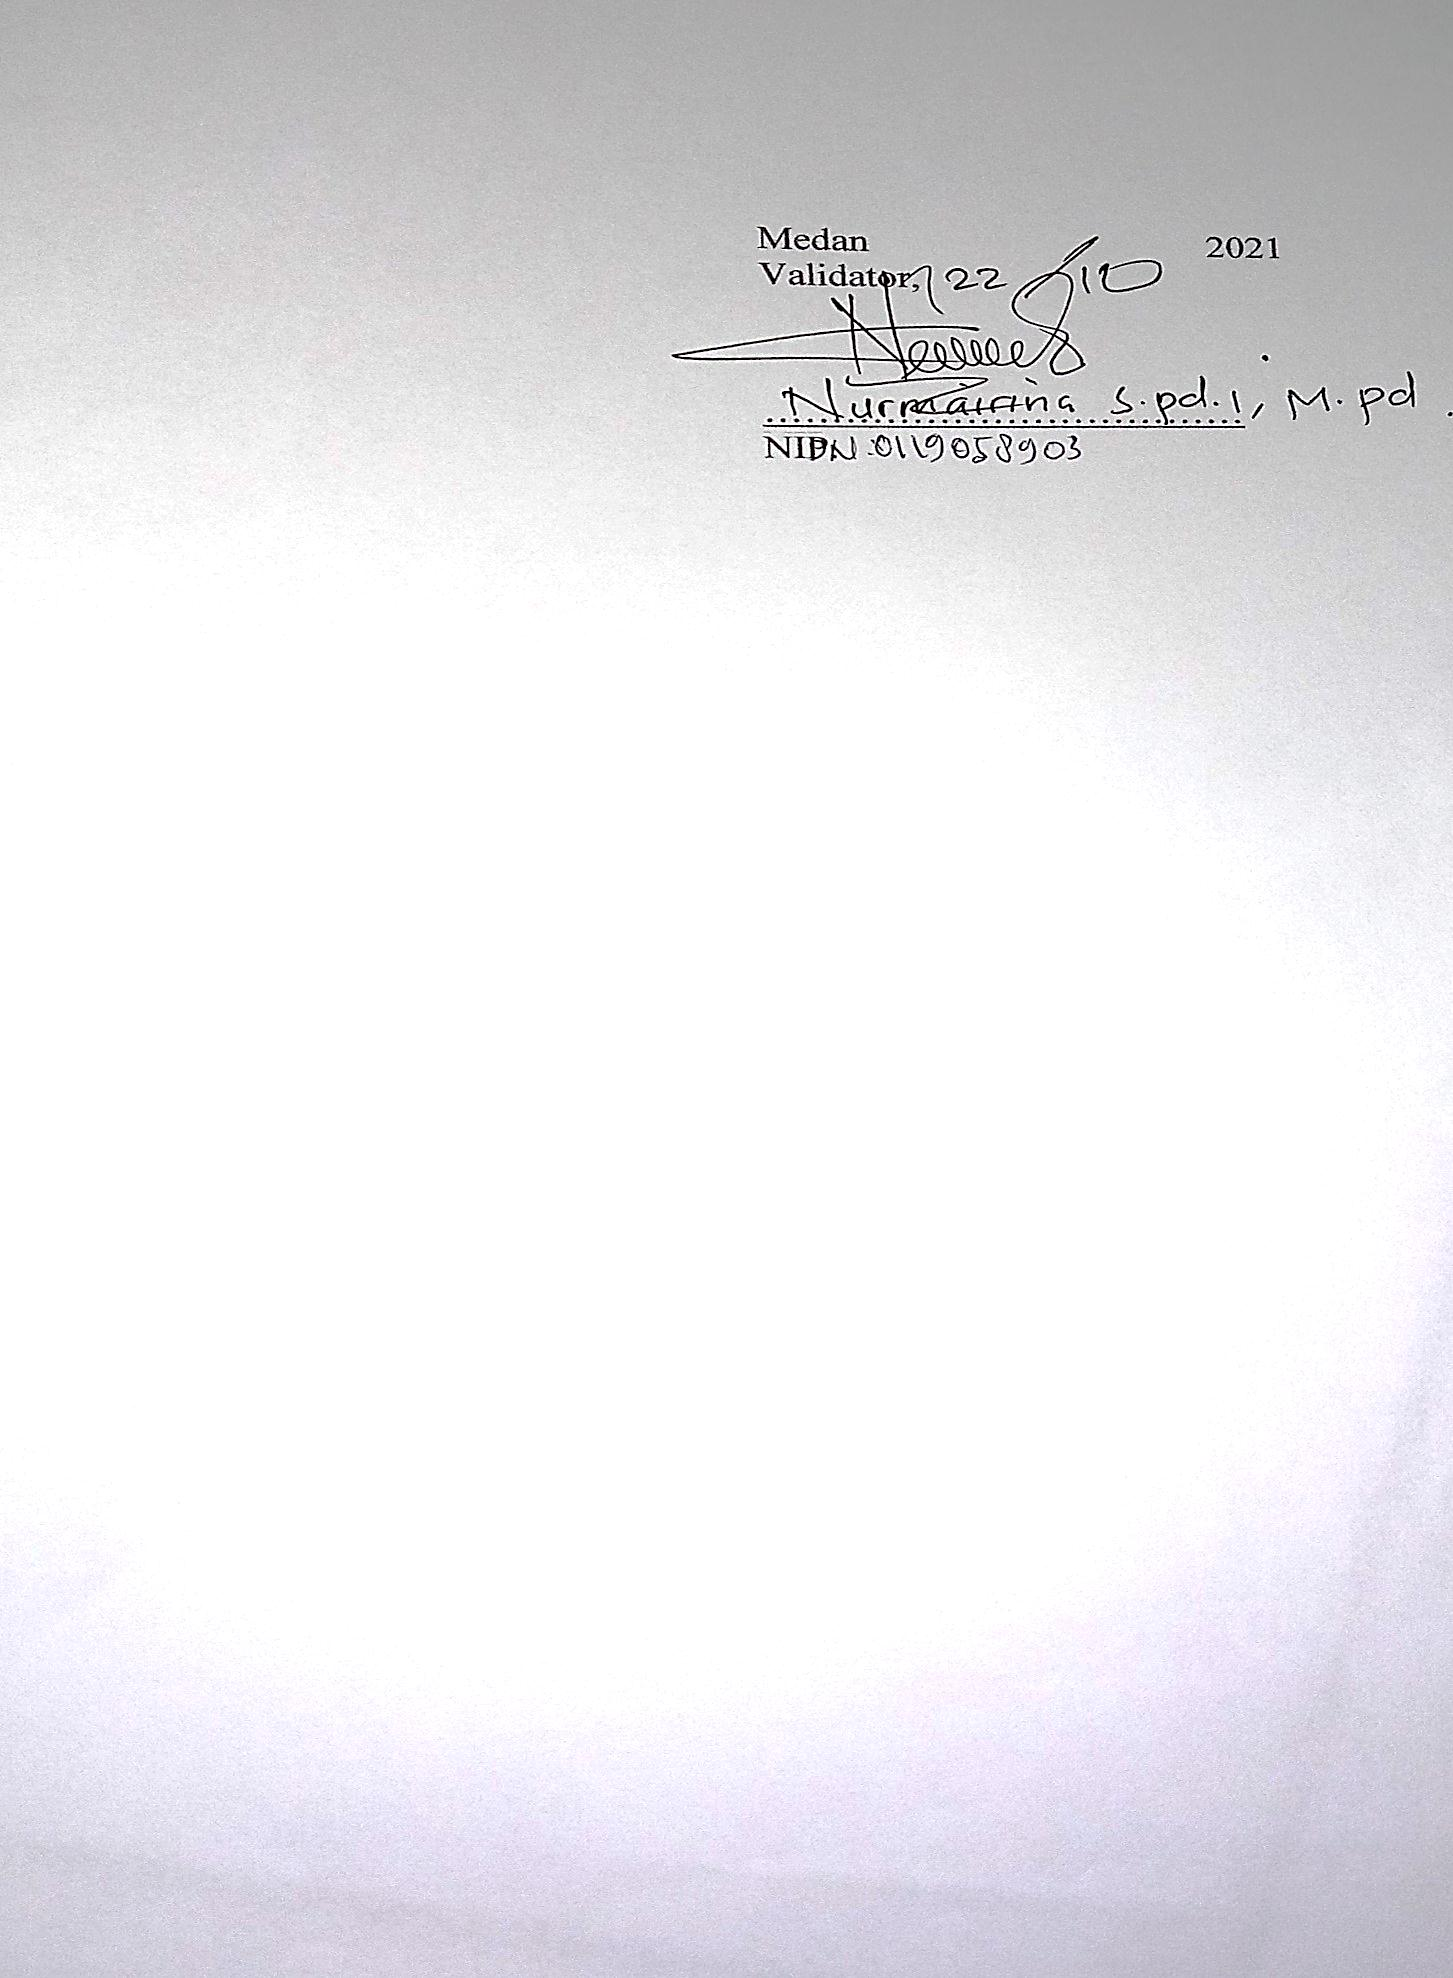 Medan 2021
Validator, 22/10
Nurmairina S.pd.I, M.pd.
NIDN:0119058903